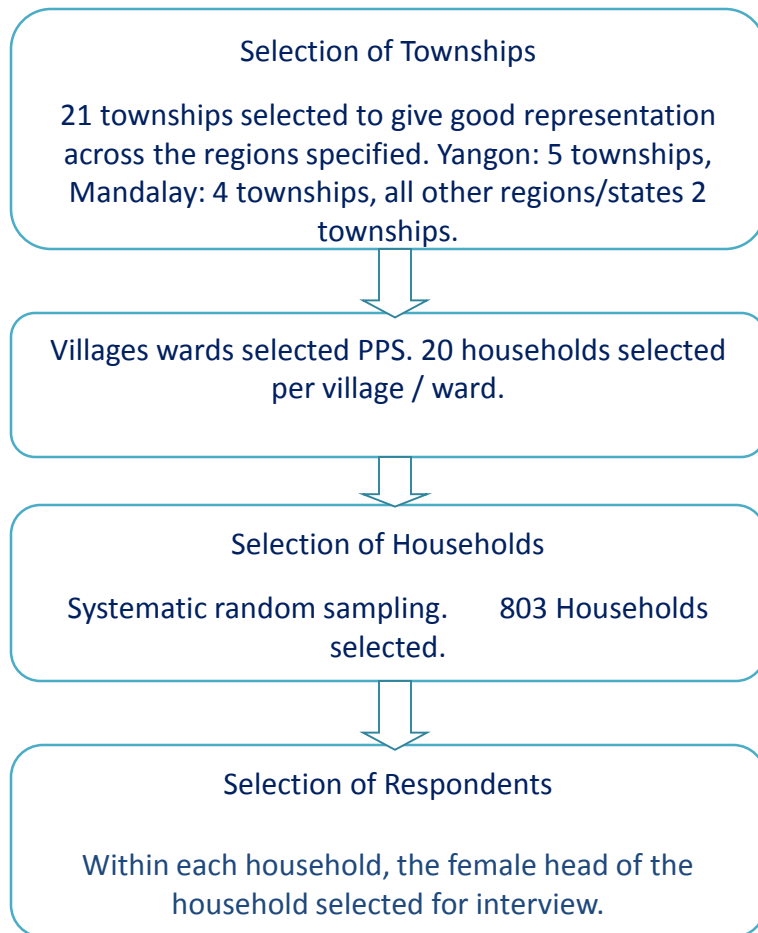 Selection of Townships
21 townships selected to give good representation
across the regions specified. Yangon: 5 townships,
Mandalay: 4 townships, all other regions/states 2
townships.
Villages wards selected PPS. 20 households selected
per village / ward.
Selection of Households
Systematic random sampling. 803 Households
selected.
Selection of Respondents
Within each household, the female head of the
household selected for interview.